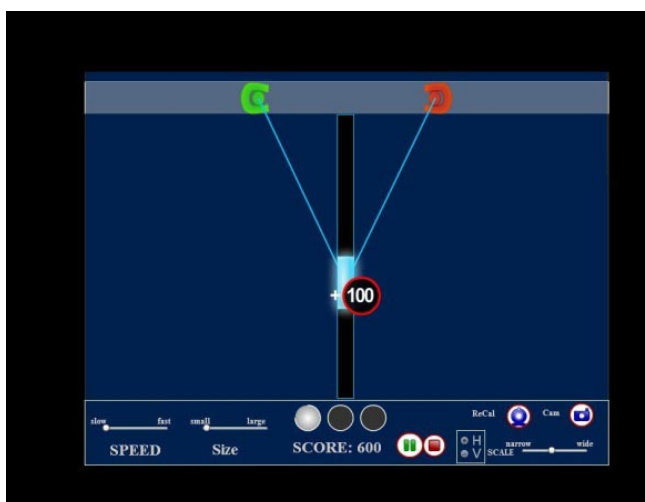 + 100
ReCal Cam
slow fast small large
SPEED Size SCORE: 600 H
V SCALE narrow wide